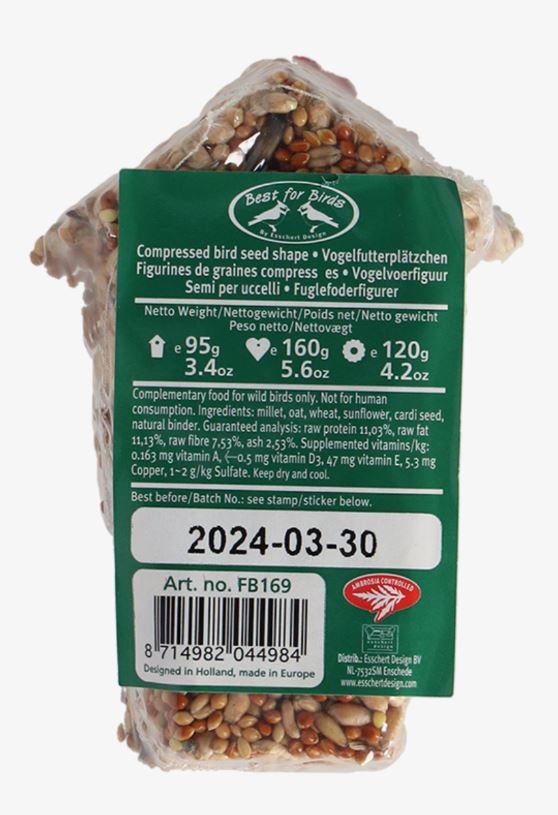 Best for Birds
By Esschert Design
Compressed bird seed shape • Vogelfutterplätzchen
Figurines de graines compress es • Vogelvoerfiguur
Semi per uccelli • Fuglefoderfigurer
Netto Weight/Nettogewicht/Poids net/Netto gewicht
Peso netto/Nettovægt
e 95g e 160g e 120g
3.4oz 5.6oz 4.2oz
Complementary food for wild birds only. Not for human
consumption. Ingredients: millet, oat, wheat, sunflower, cardi seed,
natural binder. Guaranteed analysis: raw protein 11,03%, raw fat
11,13%, raw fibre 7,53%, ash 2,53%. Supplemented vitamins/kg:
0.163 mg vitamin A, <-0.5 mg vitamin D3, 47 mg vitamin E, 5.3 mg
Copper, 1~2 g/kg Sulfate. Keep dry and cool.
Best before/Batch No.: see stamp/sticker below.
2024-03-30
Art. no. FB169
8 714982 044984
Designed in Holland, made in Europe
AMBROSIA CONTROLLED
esschert
design
Distrib.: Esschert Design BV
NL-7532SM Enschede
www.esschertdesign.com